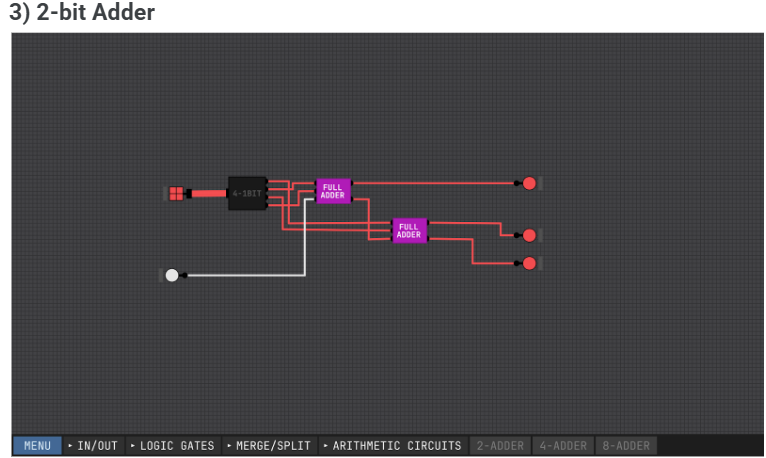 3) 2-bit Adder
4-1BIT
FULL
ADDER
FULL
ADDER
MENU ▸ IN/OUT ▸ LOGIC GATES ▸ MERGE/SPLIT ▸ ARITHMETIC CIRCUITS 2-ADDER 4-ADDER 8-ADDER